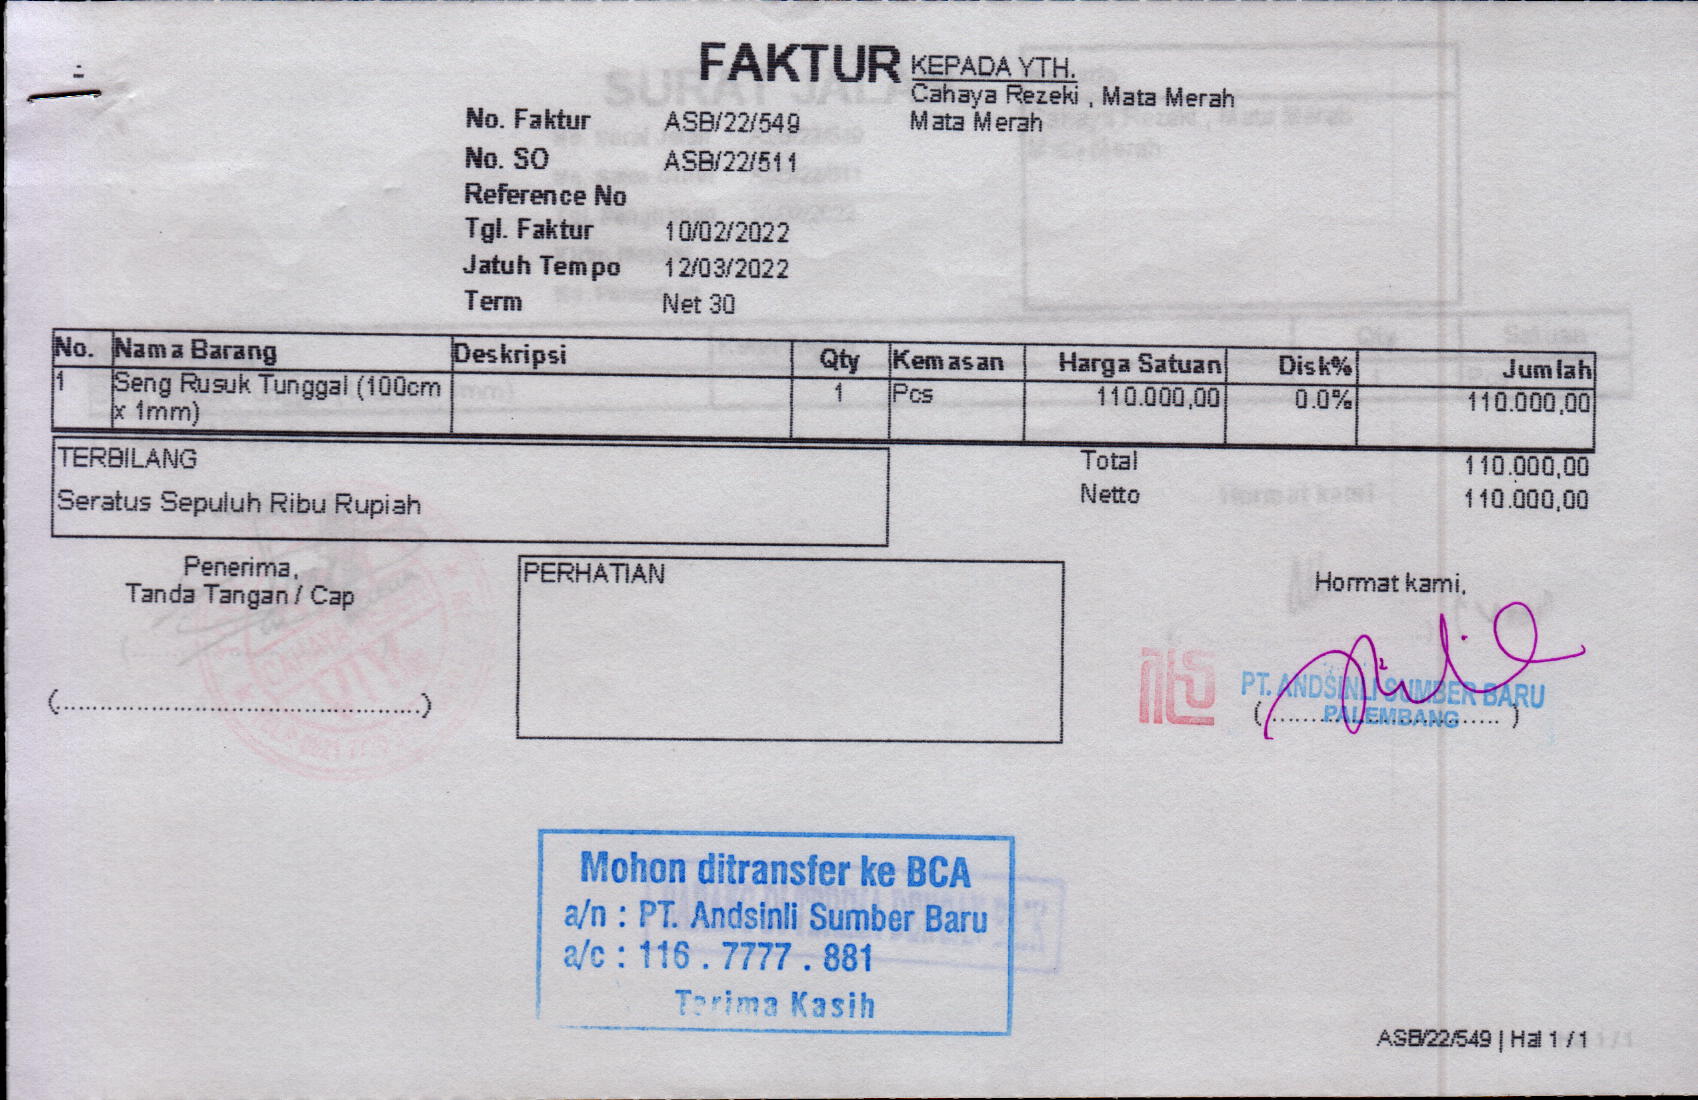 FAKTUR
KEPADA YTH.
Cahaya Rezeki , Mata Merah
Mata Merah
No. Faktur ASB/22/549
No. SO ASB/22/511
Reference No
Tgl. Faktur 10/02/2022
Jatuh Tempo 12/03/2022
Term Net 30
No. Nama Barang Deskripsi Qty Kemasan Harga Satuan Disk% Jumlah
1 Seng Rusuk Tunggal (100cm 1 Pcs 110.000,00 0.0% 110.000,00
x 1mm)
TERBILANG
Seratus Sepuluh Ribu Rupiah
Total 110.000,00
Netto 110.000,00
Penerima,
Tanda Tangan / Cap
(................................................)
PERHATIAN
Hormat kami,
PT. ANDSINLI SUMBER BARU
PALEMBANG
Mohon ditransfer ke BCA
a/n : PT. Andsinli Sumber Baru
a/c : 116 . 7777 . 881
Terima Kasih
ASB/22/549 | Hal 1 / 1